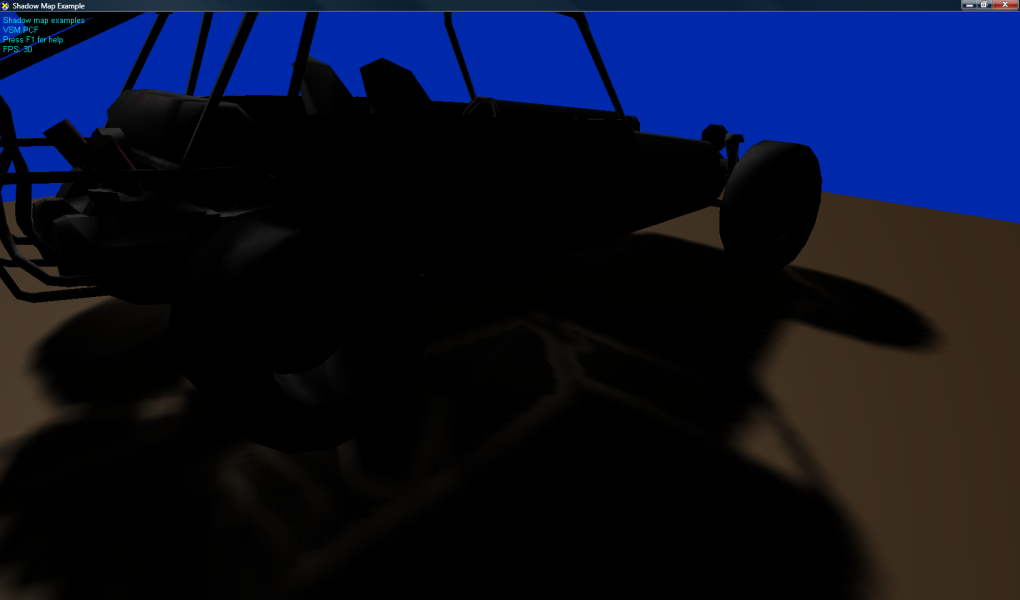 Shadow Map Example
Shadow map examples
VSM PCF
Press F1 for help
FPS: 30